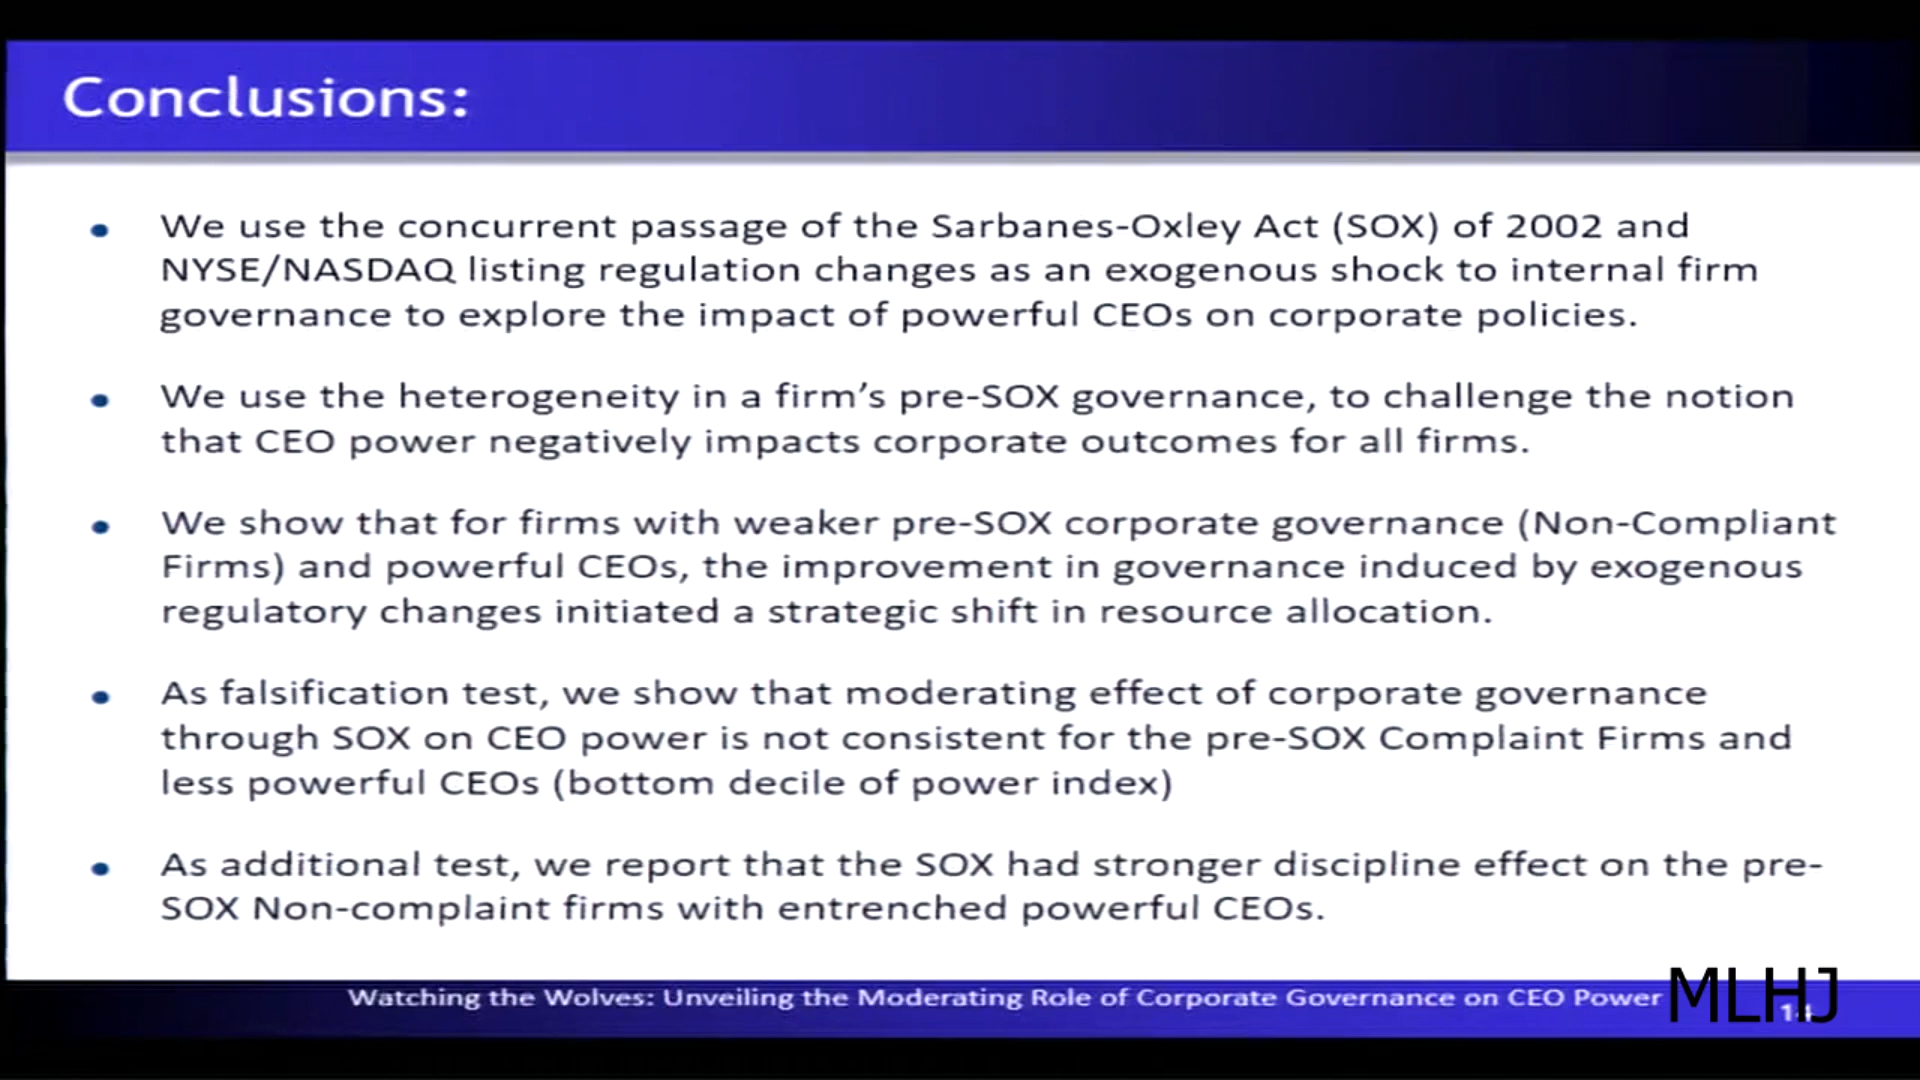 Conclusions:
We use the concurrent passage of the Sarbanes-Oxley Act (SOX) of 2002 and
NYSE/NASDAQ listing regulation changes as an exogenous shock to internal firm
governance to explore the impact of powerful CEOs on corporate policies.
We use the heterogeneity in a firm's pre-SOX governance, to challenge the notion
that CEO power negatively impacts corporate outcomes for all firms.
We show that for firms with weaker pre-SOX corporate governance (Non-Compliant
Firms) and powerful CEOs, the improvement in governance induced by exogenous
regulatory changes initiated a strategic shift in resource allocation.
As falsification test, we show that moderating effect of corporate governance
through SOX on CEO power is not consistent for the pre-SOX Complaint Firms and
less powerful CEOs (bottom decile of power index)
As additional test, we report that the SOX had stronger discipline effect on the pre-
SOX Non-complaint firms with entrenched powerful CEOs.
Watching the Wolves: Unveiling the Moderating Role of Corporate Governance on CEO Power
MLHJ
14